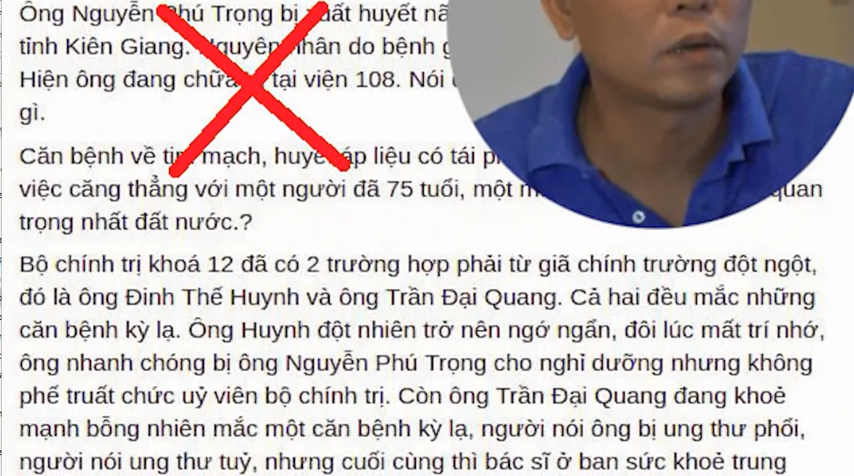 Ông Nguyễn Phú Trọng bị xuất huyết nã
tỉnh Kiên Giang. Nguyên nhân do bệnh
Hiện ông đang chữa tại viện 108. Nói
gì.
Căn bệnh về tim mạch, huyết áp liệu có tái
việc căng thẳng với một người đã 75 tuổi, một quan
trọng nhất đất nước.?
Bộ chính trị khoá 12 đã có 2 trường hợp phải từ giã chính trường đột ngột,
đó là ông Đinh Thế Huynh và ông Trần Đại Quang. Cả hai đều mắc những
căn bệnh kỳ lạ. Ông Huynh đột nhiên trở nên ngớ ngẩn, đôi lúc mất trí nhớ,
ông nhanh chóng bị ông Nguyễn Phú Trọng cho nghỉ dưỡng nhưng không
phế truất chức uỷ viên bộ chính trị. Còn ông Trần Đại Quang đang khoẻ
mạnh bỗng nhiên mắc một căn bệnh kỳ lạ, người nói ông bị ung thư phổi,
người nói ung thư tuỷ, nhưng cuối cùng thì bác sĩ ở ban sức khoẻ trung